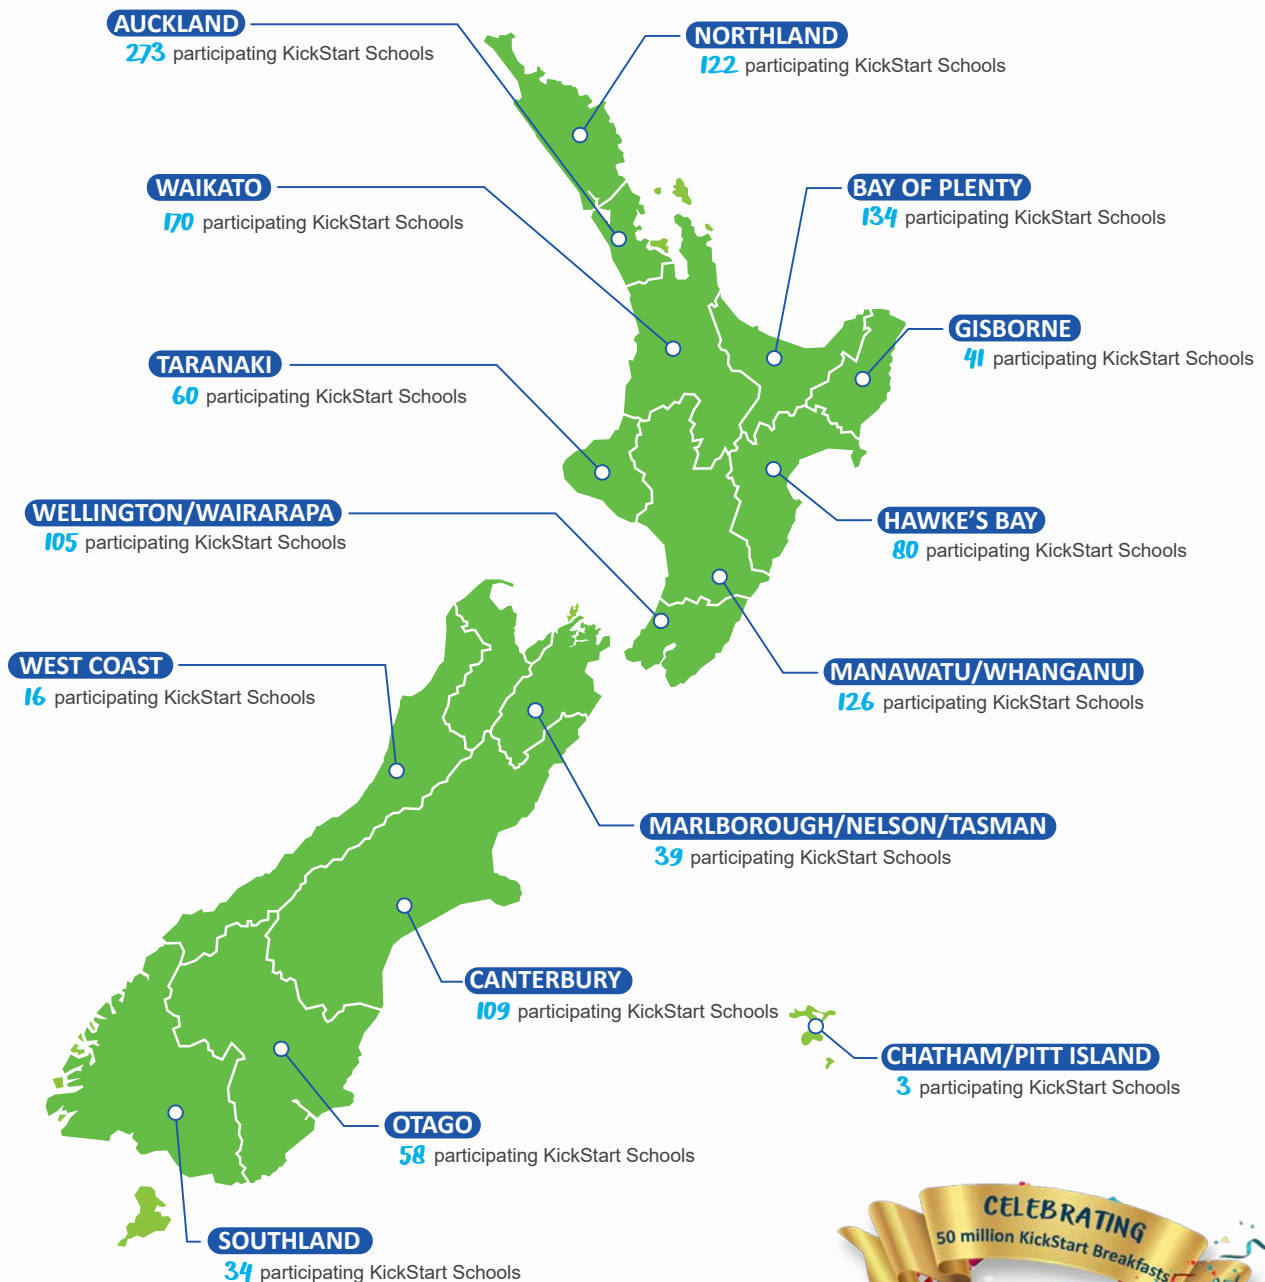 AUCKLAND
273 participating KickStart Schools
NORTHLAND
122 participating KickStart Schools
WAIKATO
170 participating KickStart Schools
BAY OF PLENTY
134 participating KickStart Schools
GISBORNE
41 participating KickStart Schools
TARANAKI
60 participating KickStart Schools
WELLINGTON/WAIRARAPA
105 participating KickStart Schools
HAWKE'S BAY
80 participating KickStart Schools
WEST COAST
16 participating KickStart Schools
MANAWATU/WHANGANUI
126 participating KickStart Schools
MARLBOROUGH/NELSON/TASMAN
39 participating KickStart Schools
CANTERBURY
109 participating KickStart Schools
CHATHAM/PITT ISLAND
3 participating KickStart Schools
OTAGO
58 participating KickStart Schools
SOUTHLAND
34 participating KickStart Schools
CELEBRATING
50 million KickStart Breakfasts